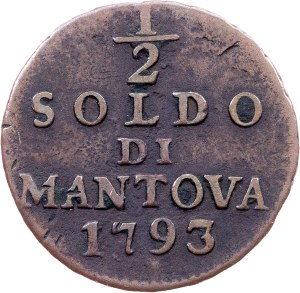 1/2
SOLDO
DI
MANTOVA
1793